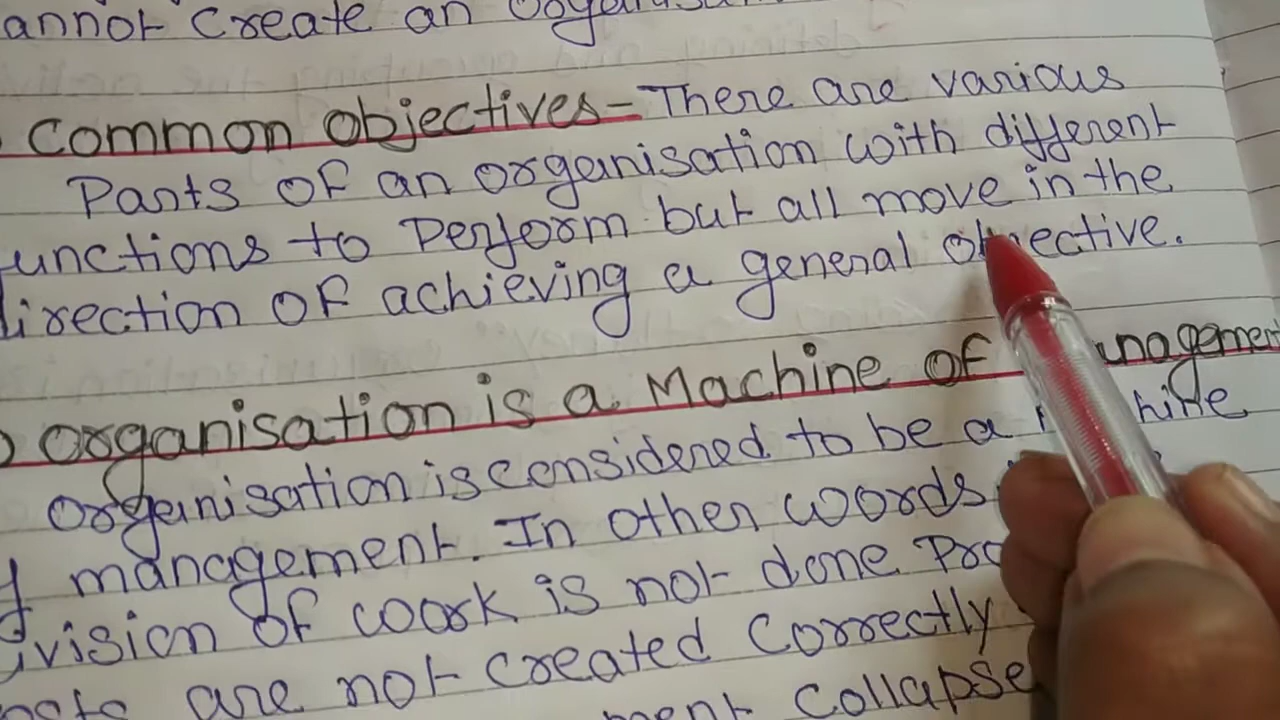 create an
Common Objectives - There are various
Parts of an organisation with different
unctions to Perform but all move in the
irection of achieving a general objective.
Organisation is a Machine of
Organisation is considered to be a
management. In other words
vision of work is not done
are not created Correctly
Collapse